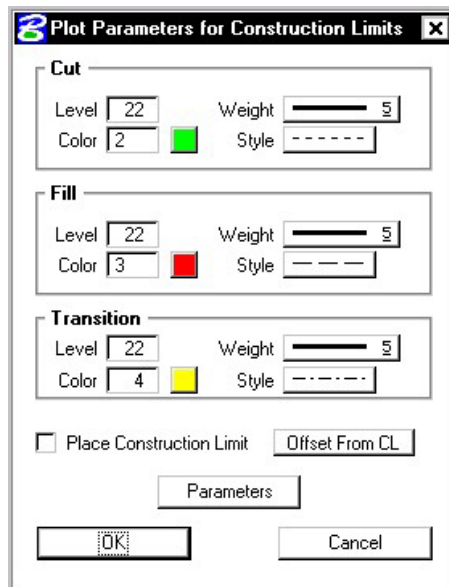 Plot Parameters for Construction Limits
Cut
Level 22 Weight 5
Color 2 Style
Fill
Level 22 Weight 5
Color 3 Style
Transition
Level 22 Weight 5
Color 4 Style
Place Construction Limit Offset From CL
Parameters
OK Cancel